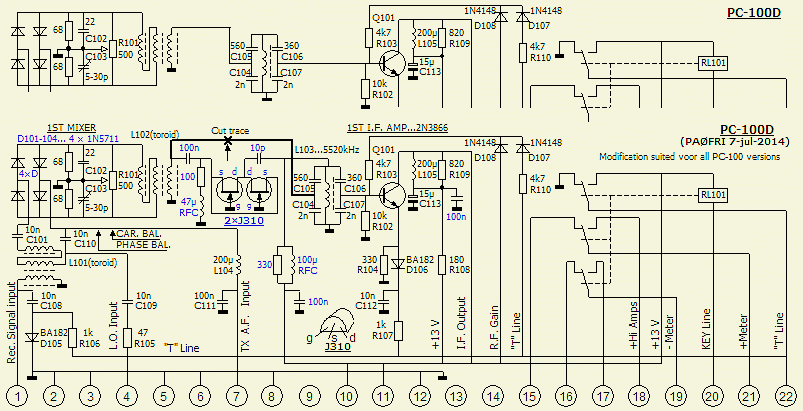 1N4148 1N4148
PC-100D
Q101
D108 D107
22
C102
C103
5-30p
68
68
R101
500
560
C105
C104
2n
360
C106
C107
2n
4k7
R103
10k
R102
200µ
L105
820
R109
15µ
C113
4k7
R110
RL101
1ST MIXER
D101-104... 4 x 1N5711
L102(toroid)
Cut trace
L103...5520kHz
1ST I.F. AMP...2N3866
1N4148 1N4148
PC-100D
(PAØFRI 7-jul-2014)
Modification suited voor all PC-100 versions
4xD
68
68
22
C102
C103
5-30p
R101
500
100n
100
47µ
RFC
s d d s
g g
10p
2xJ310
560
C105
C104
2n
360
C106
C107
2n
Q101
4k7
R103
10k
R102
200µ
L105
820
R109
15µ
C113
100n
D108 D107
4k7
R110
RL101
10n
C101
10n
C110
CAR. BAL.
PHASE BAL.
L101(toroid)
200µ
L104
330
100µ
RFC
330
R104
BA182
D106
180
R108
10n
C108
10n
C109
100n
C111
100n
10n
C112
BA182
D105
1k
R106
47
R105
1k
R107
g s d
J310
Rec. Signal input
L.O. Input
"T" Line
TX A.F. Input
+13 V
I.F. Output
R.F. Gain
"T" Line
+Hi Amps
+13 V
- Meter
KEY Line
+Meter
"T" Line
1 2 3 4 5 6 7 8 9 10 11 12 13 14 15 16 17 18 19 20 21 22